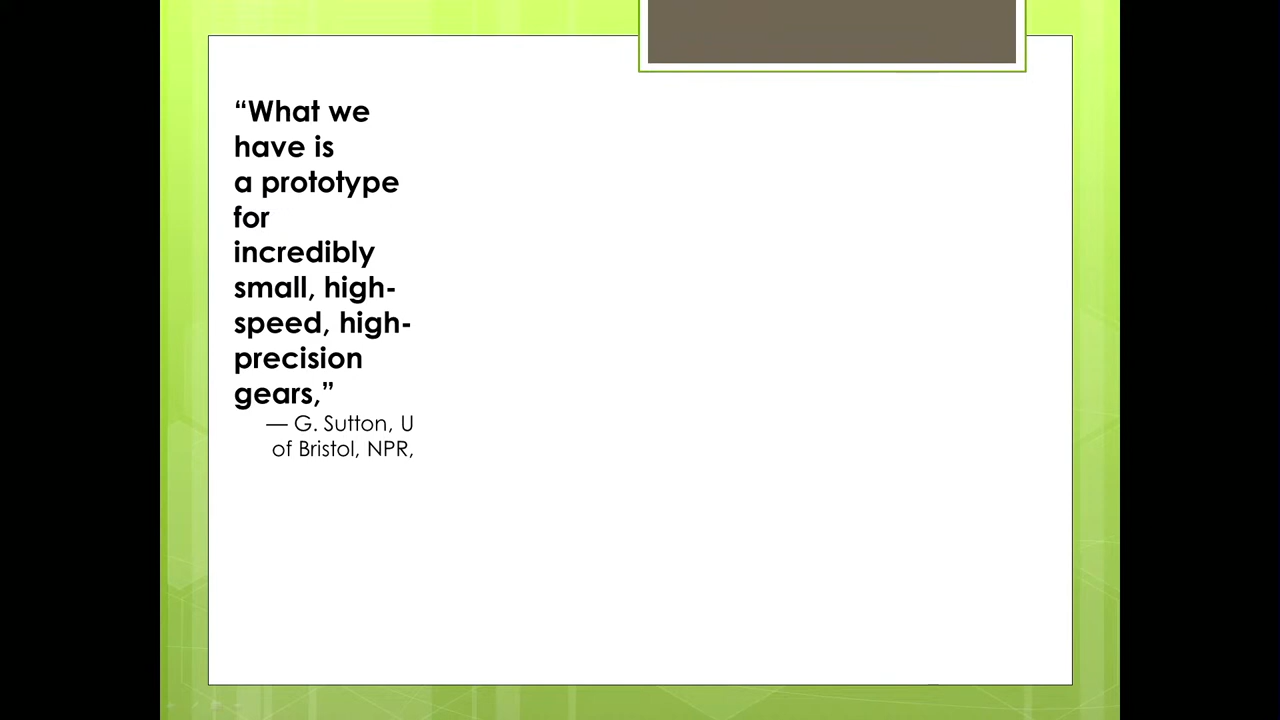 “What we
have is
a prototype
for
incredibly
small, high-
speed, high-
precision
gears,”
— G. Sutton, U
of Bristol, NPR,